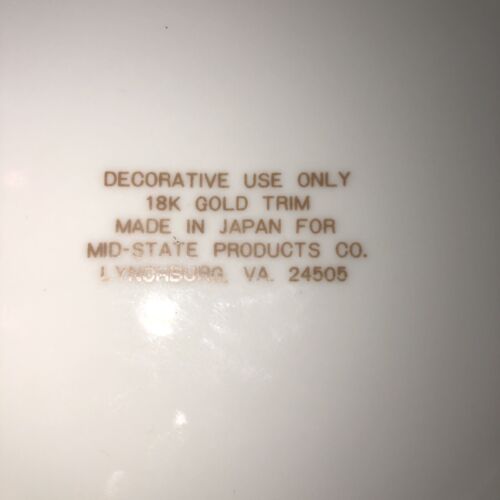 DECORATIVE USE ONLY
18K GOLD TRIM
MADE IN JAPAN FOR
MID-STATE PRODUCTS CO.
LYNCHBURG, VA. 24505